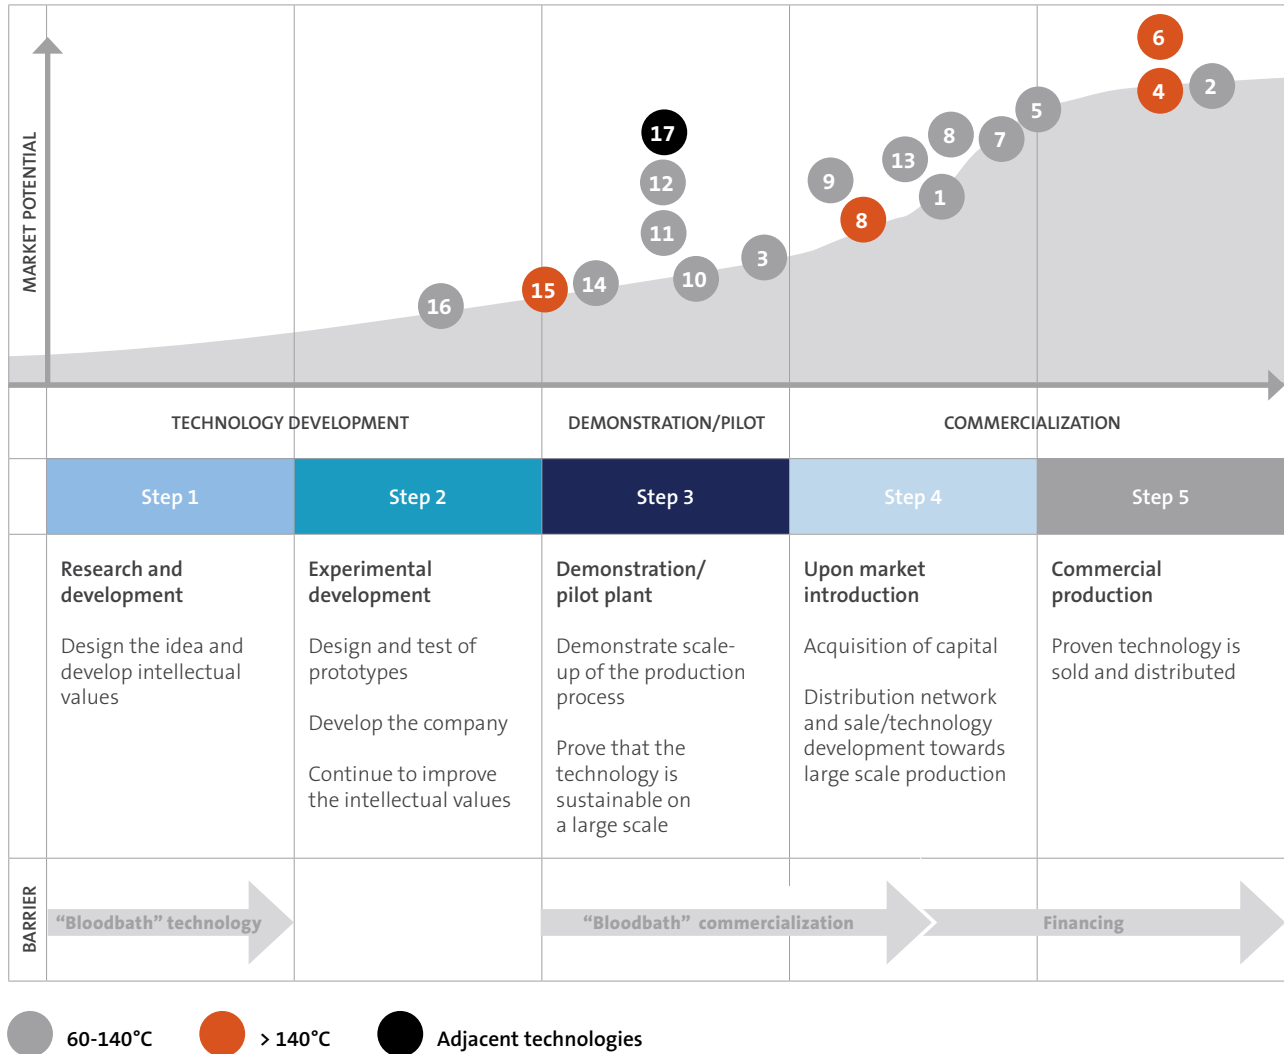 MARKET POTENTIAL
6
4
2
5
7
8
13
1
9
8
17
12
11
10
3
14
15
16
TECHNOLOGY DEVELOPMENT
DEMONSTRATION/PILOT
COMMERCIALIZATION
Step 1
Step 2
Step 3
Step 4
Step 5
Research and
development
Design the idea and
develop intellectual
values
Experimental
development
Design and test of
prototypes
Develop the company
Continue to improve
the intellectual values
Demonstration/
pilot plant
Demonstrate scale-
up of the production
process
Prove that the
technology is
sustainable on
a large scale
Upon market
introduction
Acquisition of capital
Distribution network
and sale/technology
development towards
large scale production
Commercial
production
Proven technology is
sold and distributed
BARRIER
“Bloodbath” technology
“Bloodbath” commercialization
Financing
60-140°C
> 140°C
Adjacent technologies